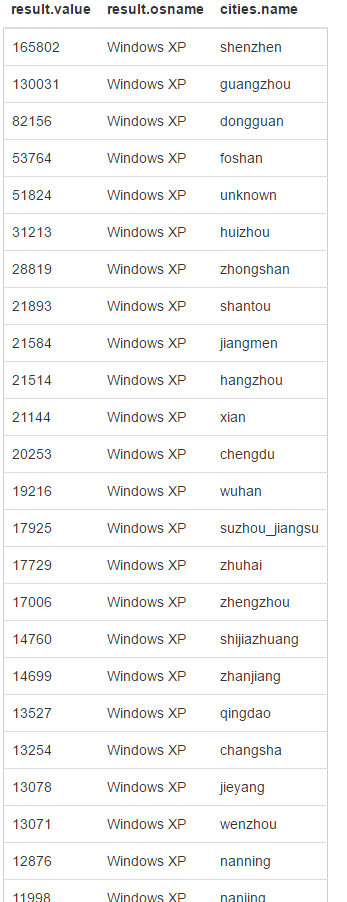 result.value result.osname cities.name
165802 Windows XP shenzhen
130031 Windows XP guangzhou
82156 Windows XP dongguan
53764 Windows XP foshan
51824 Windows XP unknown
31213 Windows XP huizhou
28819 Windows XP zhongshan
21893 Windows XP shantou
21584 Windows XP jiangmen
21514 Windows XP hangzhou
21144 Windows XP xian
20253 Windows XP chengdu
19216 Windows XP wuhan
17925 Windows XP suzhou_jiangsu
17729 Windows XP zhuhai
17006 Windows XP zhengzhou
14760 Windows XP shijiazhuang
14699 Windows XP zhanjiang
13527 Windows XP qingdao
13254 Windows XP changsha
13078 Windows XP jieyang
13071 Windows XP wenzhou
12876 Windows XP nanning
11998 Windows XP nanjing